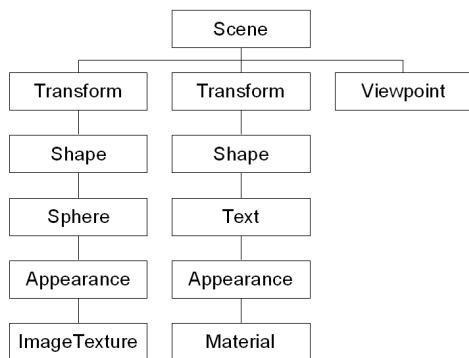 Scene
Transform
Transform
Viewpoint
Shape
Shape
Sphere
Text
Appearance
Appearance
ImageTexture
Material